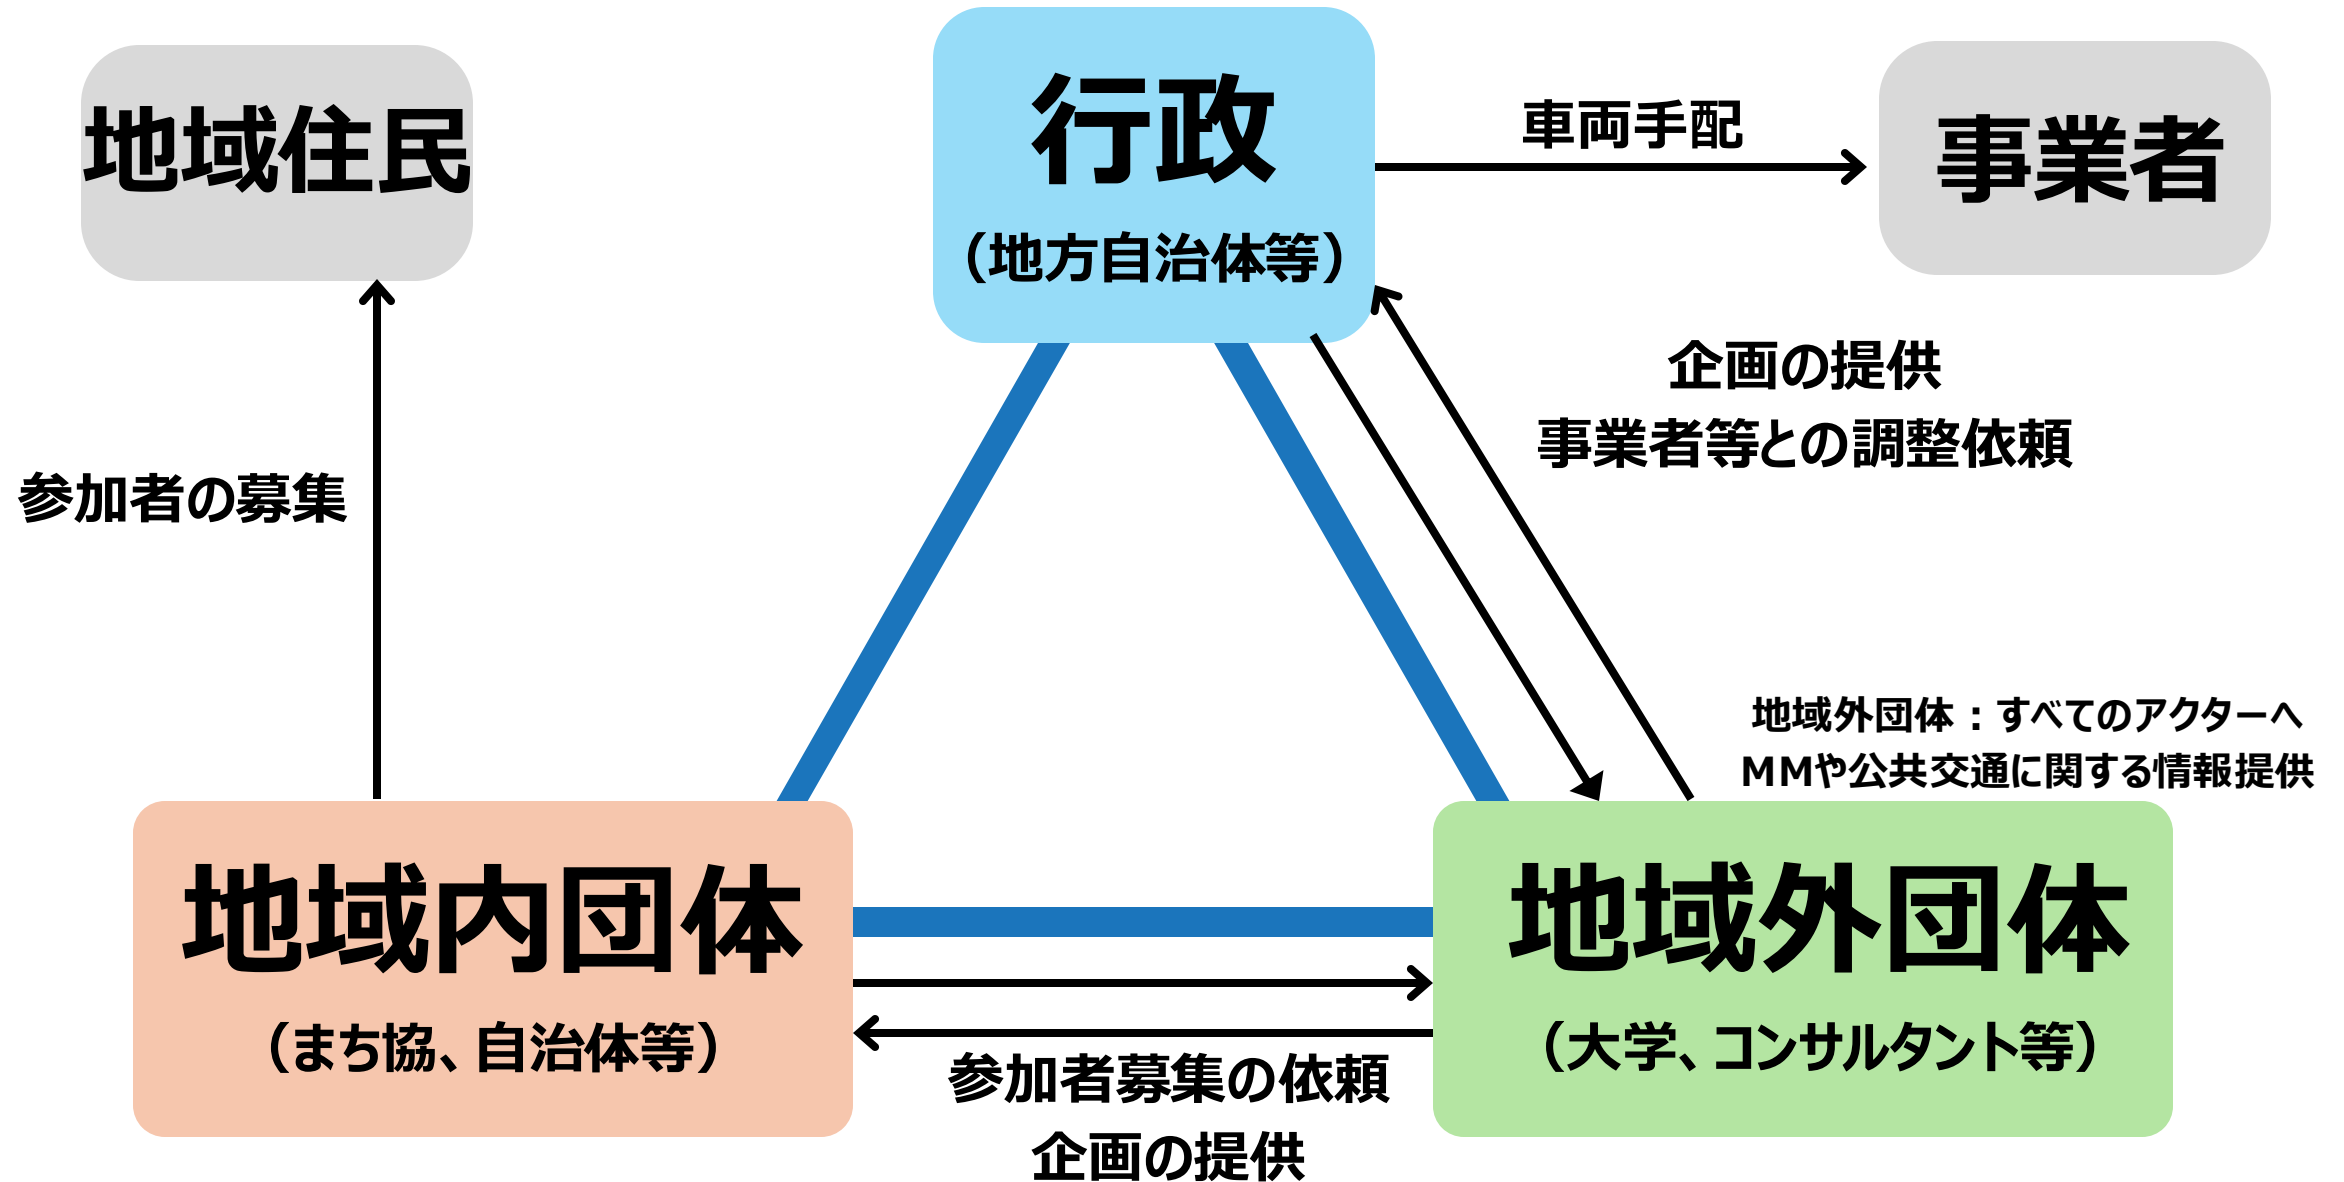 地域住民
行政
（地方自治体等）
車両手配
事業者
企画の提供
事業者等との調整依頼
参加者の募集
地域外団体：すべてのアクターへ
MMや公共交通に関する情報提供
地域内団体
（まち協、自治体等）
地域外団体
（大学、コンサルタント等）
参加者募集の依頼
企画の提供